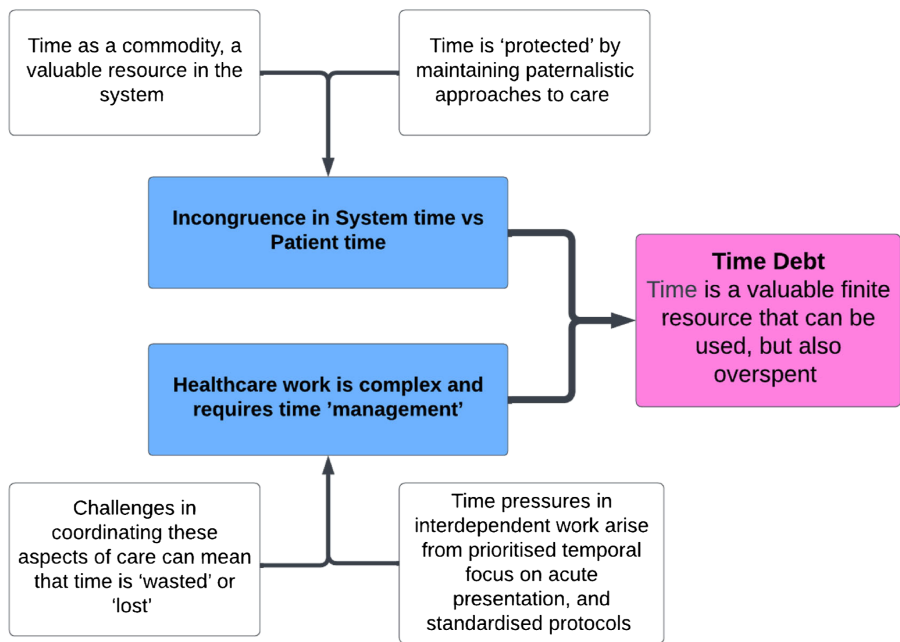 Time as a commodity, a
valuable resource in the
system
Time is ‘protected’ by
maintaining paternalistic
approaches to care
Incongruence in System time vs
Patient time
Time Debt
Time is a valuable finite
resource that can be
used, but also
overspent
Healthcare work is complex and
requires time ’management’
Challenges in
coordinating these
aspects of care can mean
that time is ‘wasted’ or
‘lost’
Time pressures in
interdependent work arise
from prioritised temporal
focus on acute
presentation, and
standardised protocols